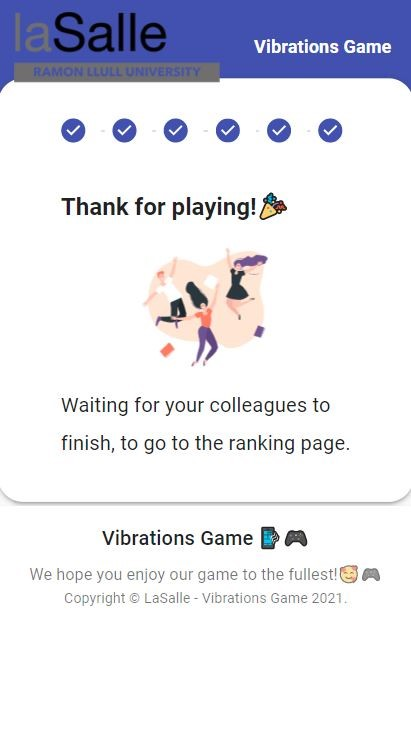 laSalle
RAMON LLULL UNIVERSITY
Vibrations Game
Thank for playing!🎉
Waiting for your colleagues to
finish, to go to the ranking page.
Vibrations Game 📲🎮
We hope you enjoy our game to the fullest!🥰🎮
Copyright © LaSalle - Vibrations Game 2021.